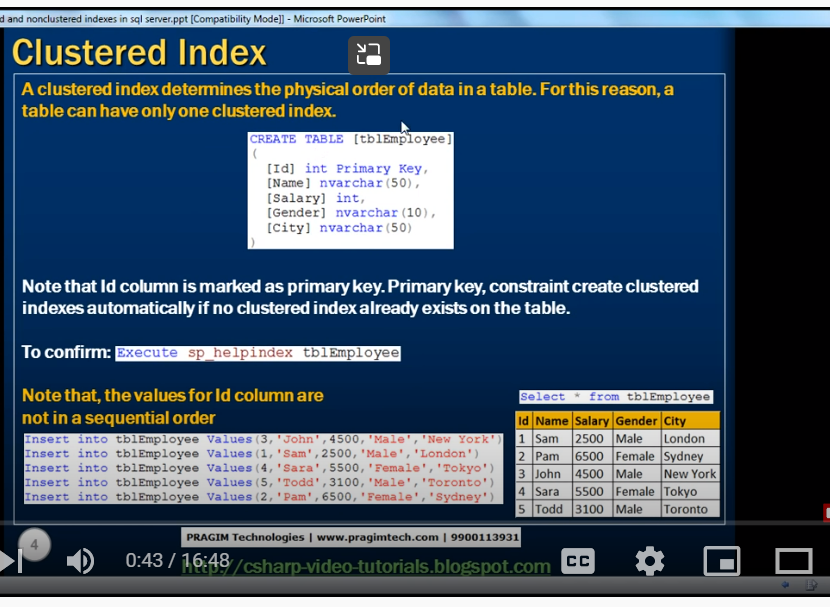 d and nonclustered indexes in sql server.ppt [Compatibility Mode]] - Microsoft PowerPoint
Clustered Index
A clustered index determines the physical order of data in a table. For this reason, a
table can have only one clustered index.
CREATE TABLE [tblEmployee]
(
[Id] int Primary Key,
[Name] nvarchar(50),
[Salary] int,
[Gender] nvarchar(10),
[City] nvarchar(50)
)
Note that Id column is marked as primary key. Primary key, constraint create clustered
indexes automatically if no clustered index already exists on the table.
To confirm: Execute sp_helpindex tblEmployee
Note that, the values for Id column are
not in a sequential order
Insert into tblEmployee Values(3,'John',4500,'Male','New York')
Insert into tblEmployee Values(1,'Sam',2500,'Male','London')
Insert into tblEmployee Values(4,'Sara',5500,'Female','Tokyo')
Insert into tblEmployee Values(5,'Todd',3100,'Male','Toronto')
Insert into tblEmployee Values(2,'Pam',6500,'Female','Sydney')
Select * from tblEmployee
Id Name Salary Gender City
1 Sam 2500 Male London
2 Pam 6500 Female Sydney
3 John 4500 Male New York
4 Sara 5500 Female Tokyo
5 Todd 3100 Male Toronto
4
PRAGIM Technologies | www.pragimtech.com | 9900113931
0:43 / 16:48
http://csharp-video-tutorials.blogspot.com
CC